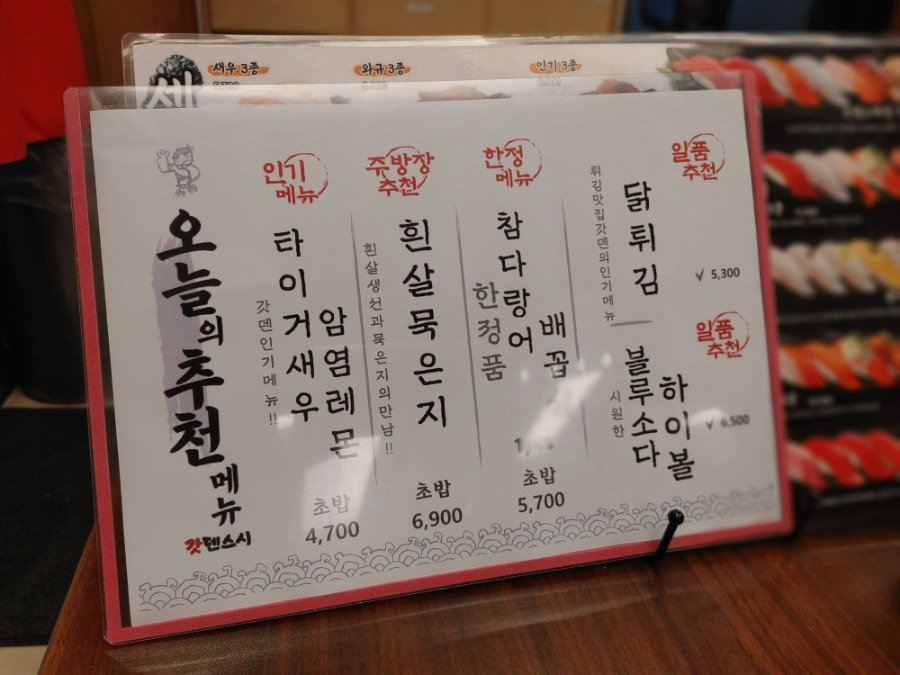 새우 3종
와규 3종
인기 3종
오늘의 추천 메뉴
갓덴스시
인기
메뉴
타이거새우
암염레몬
갓덴인기메뉴!!
초밥
4,700
주방장
추천
흰살묵은지
흰살생선과묵은지의만남!!
초밥
6,900
한정
메뉴
참다랑어
배꼽
한정품
초밥
5,700
일품
추천
닭튀김
튀김맛집갓덴의인기메뉴
5,300
일품
추천
블루소다
하이볼
시원한
6,500